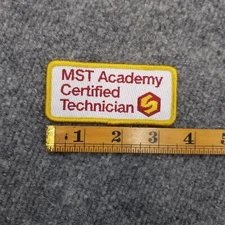 MST Academy
Certified
Technician
1 2 3 4 5